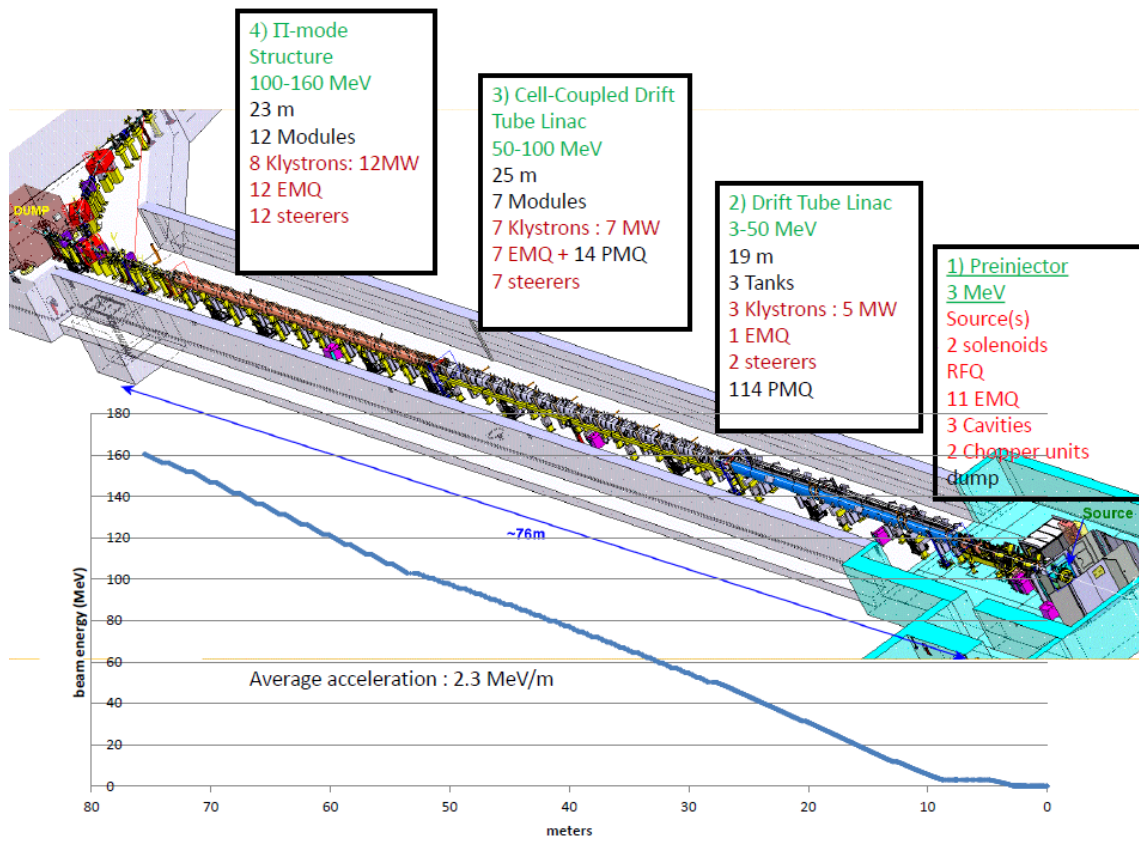 4) Π-mode
Structure
100-160 MeV
23 m
12 Modules
8 Klystrons: 12MW
12 EMQ
12 steerers
3) Cell-Coupled Drift
Tube Linac
50-100 MeV
25 m
7 Modules
7 Klystrons : 7 MW
7 EMQ + 14 PMQ
7 steerers
2) Drift Tube Linac
3-50 MeV
19 m
3 Tanks
3 Klystrons : 5 MW
1 EMQ
2 steerers
114 PMQ
1) Preinjector
3 MeV
Source(s)
2 solenoids
RFQ
11 EMQ
3 Cavities
2 Chopper units
dump
DUMP
Source
~76m
180
160
140
120
100
80
60
40
20
0
beam energy (MeV)
Average acceleration : 2.3 MeV/m
80 70 60 50 40 30 20 10 0
meters